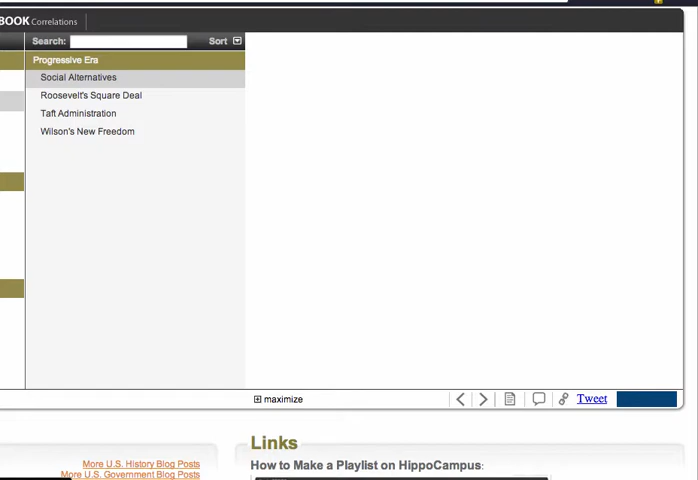 BOOK Correlations
Search: Sort
Progressive Era
Social Alternatives
Roosevelt's Square Deal
Taft Administration
Wilson's New Freedom
maximize
Tweet
Links
More U.S. History Blog Posts
How to Make a Playlist on HippoCampus:
More U.S. Government Blog Posts